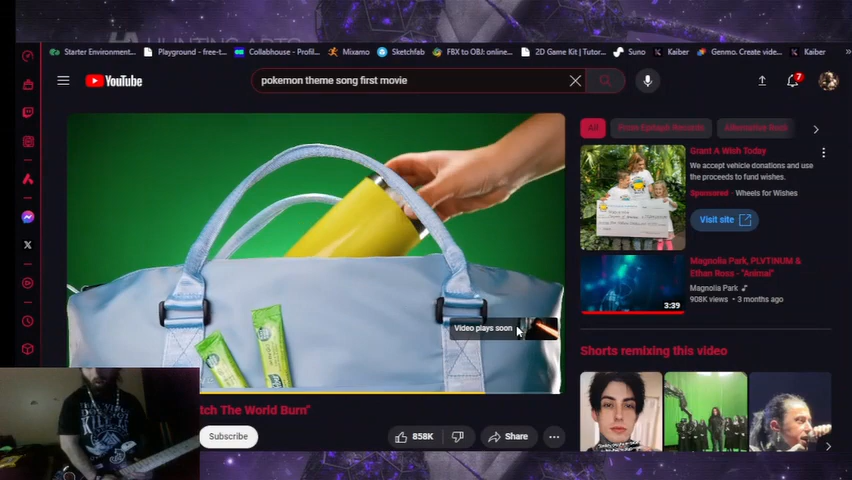 Starter Environment...
Playground - free-t...
Collabhouse - Profil...
Mixamo
Sketchfab
FBX to OBJ: online...
2D Game Kit | Tutor...
Suno
Kaiber
Genmo. Create vide...
Kaiber
YouTube
pokemon theme song first movie
7
All
Alternative Rock
Grant A Wish Today
We accept vehicle donations and use
the proceeds to fund wishes.
Sponsored · Wheels for Wishes
Visit site
Magnolia Park, PLVTINUM &
Ethan Ross - "Animal"
Magnolia Park
908K views • 3 months ago
3:39
Video plays soon
Shorts remixing this video
tch The World Burn"
Subscribe
858K
Share